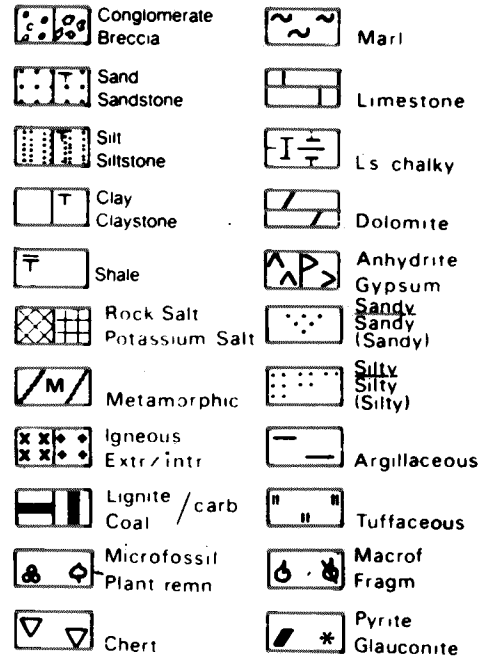 Conglomerate
Breccia
Sand
Sandstone
Silt
Siltstone
Clay
Claystone
Shale
Rock Salt
Potassium Salt
M
Metamorphic
Igneous
Extr/intr
Lignite /carb
Coal
Microfossil
Plant remn
Chert
Marl
Limestone
Ls chalky
Dolomite
Anhydrite
Gypsum
Sandy
Sandy
(Sandy)
Silty
Silty
(Silty)
Argillaceous
Tuffaceous
Macrof
Fragm
Pyrite
Glauconite